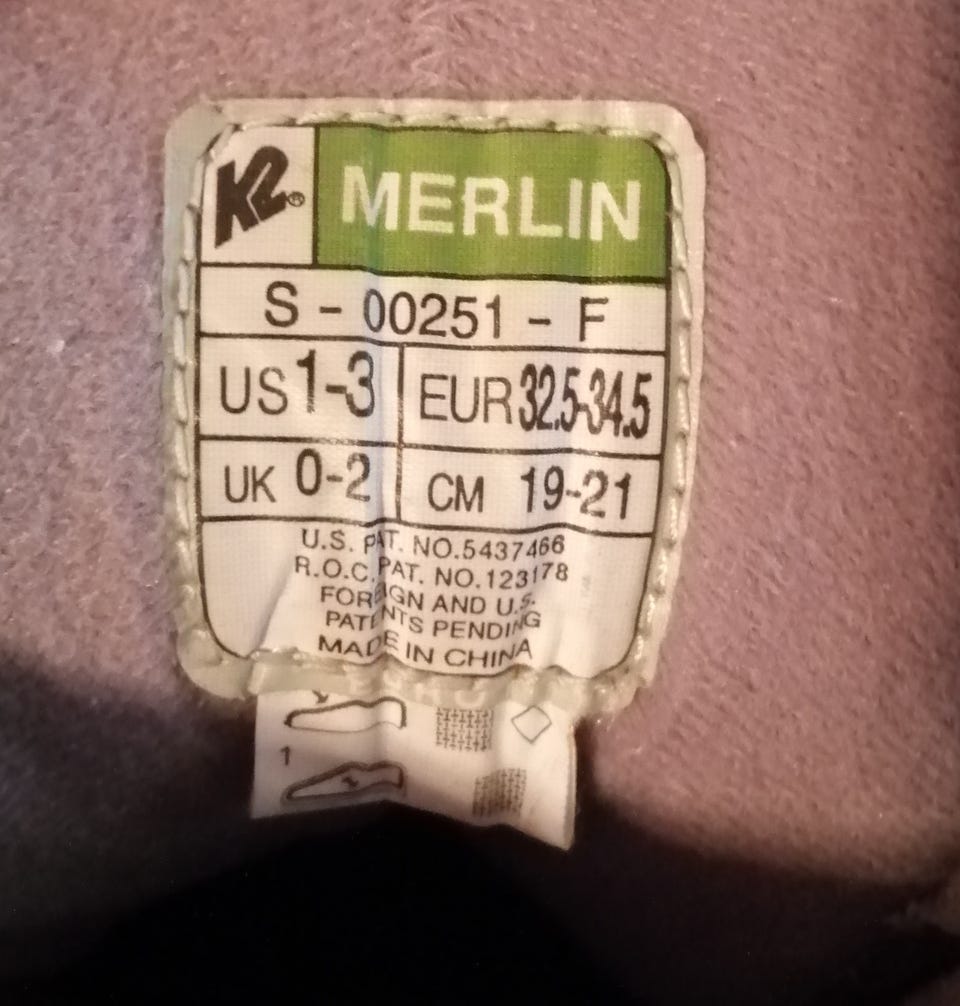 K2® MERLIN
S - 00251 - F
US 1-3 EUR 32.5-34.5
UK 0-2 CM 19-21
U.S. PAT. NO.5437466
R.O.C. PAT. NO.123178
FOREIGN AND U.S.
PATENTS PENDING
MADE IN CHINA
1